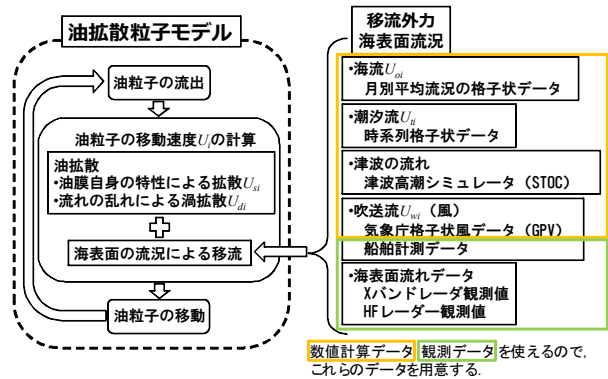 油拡散粒子モデル
油粒子の流出
油粒子の移動速度Uiの計算
油拡散
・油膜自身の特性による拡散Usi
・流れの乱れによる渦拡散Udi
海表面の流況による移流
油粒子の移動
移流外力
海表面流況
・海流Uoi
月別平均流況の格子状データ
・潮汐流Uti
時系列格子状データ
・津波の流れ
津波高潮シミュレータ（STOC）
・吹送流Uwi（風）
気象庁格子状風データ（GPV）
船舶計測データ
・海表面流れデータ
Xバンドレーダ観測値
HFレーダー観測値
数値計算データ 観測データを使えるので，
これらのデータを用意する．